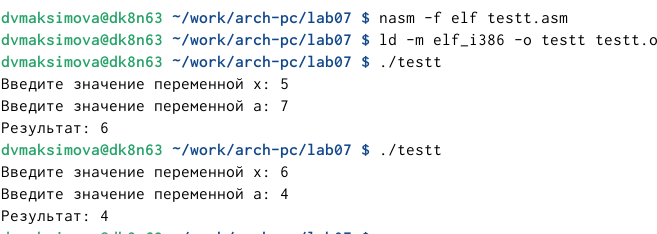 dvmaksimova@dk8n63 ~/work/arch-pc/lab07 $ nasm -f elf testt.asm
dvmaksimova@dk8n63 ~/work/arch-pc/lab07 $ ld -m elf_i386 -o testt testt.o
dvmaksimova@dk8n63 ~/work/arch-pc/lab07 $ ./testt
Введите значение переменной x: 5
Введите значение переменной a: 7
Результат: 6
dvmaksimova@dk8n63 ~/work/arch-pc/lab07 $ ./testt
Введите значение переменной x: 6
Введите значение переменной a: 4
Результат: 4